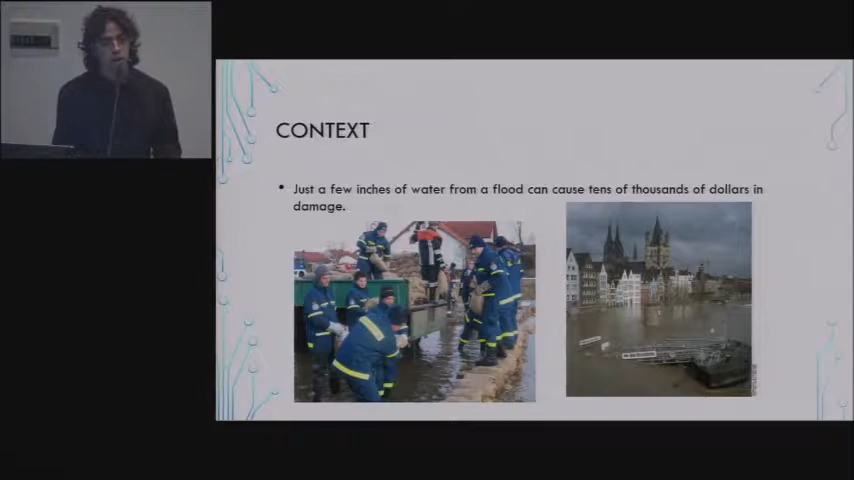 CONTEXT
• Just a few inches of water from a flood can cause tens of thousands of dollars in
damage.